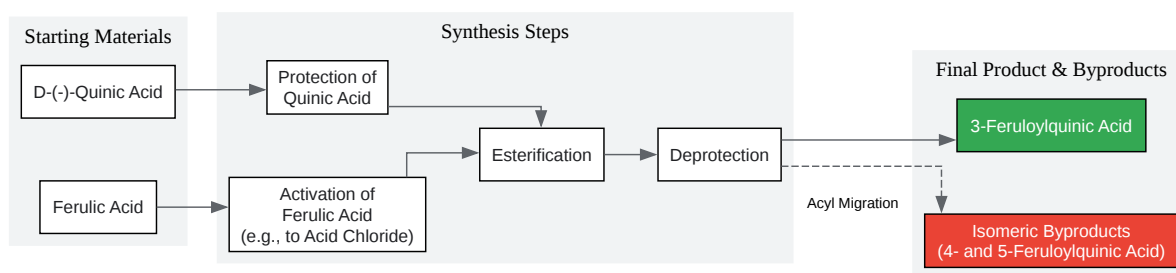 Starting Materials
Synthesis Steps
Final Product & Byproducts
D-(-)-Quinic Acid
Protection of
Quinic Acid
3-Feruloylquinic Acid
Esterification
Deprotection
Ferulic Acid
Activation of
Ferulic Acid
(e.g., to Acid Chloride)
Acyl Migration
Isomeric Byproducts
(4- and 5-Feruloylquinic Acid)